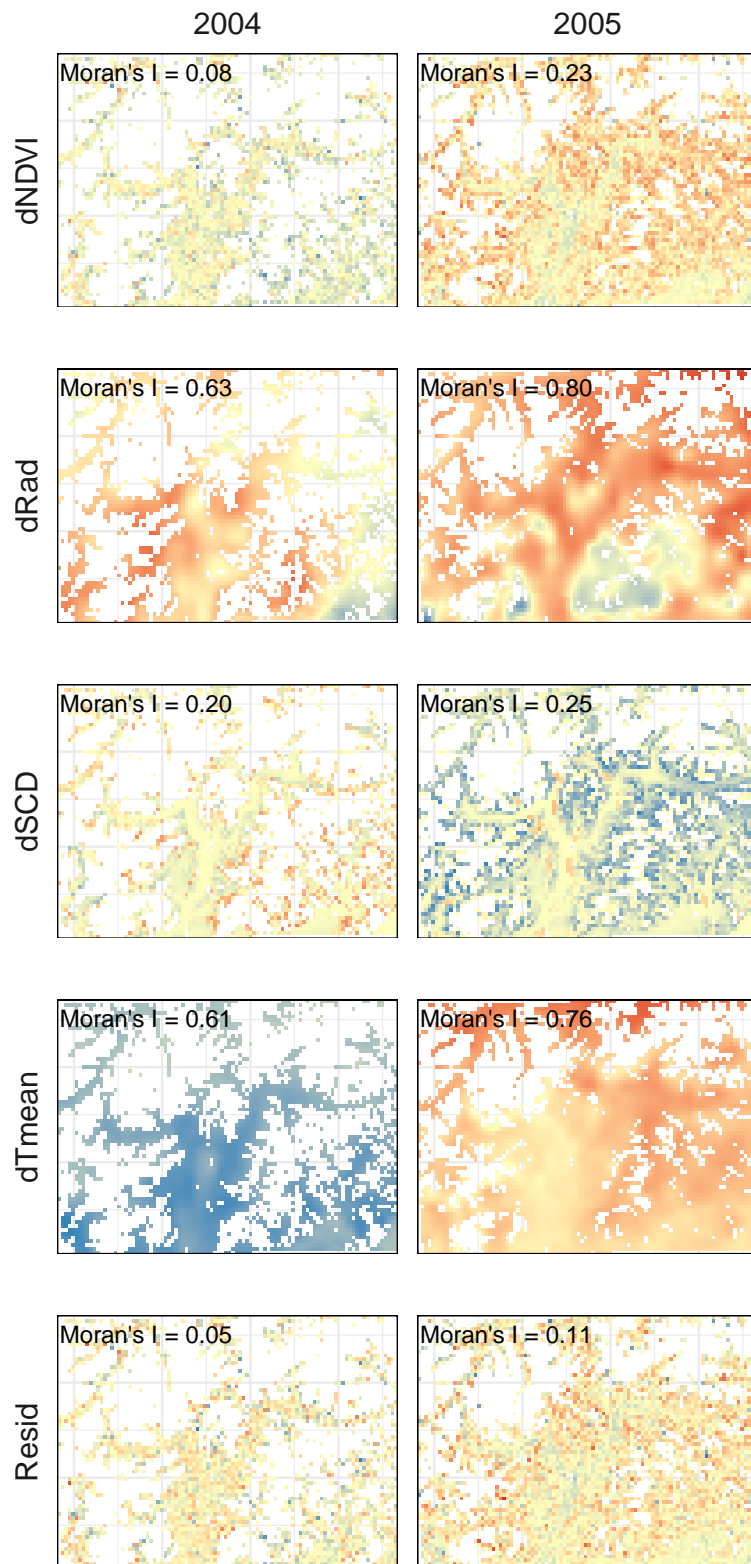 2004
2005
dNDVI
Moran's I = 0.08
Moran's I = 0.23
dRad
Moran's I = 0.63
Moran's I = 0.80
dSCD
Moran's I = 0.20
Moran's I = 0.25
dTmean
Moran's I = 0.61
Moran's I = 0.76
Resid
Moran's I = 0.05
Moran's I = 0.11